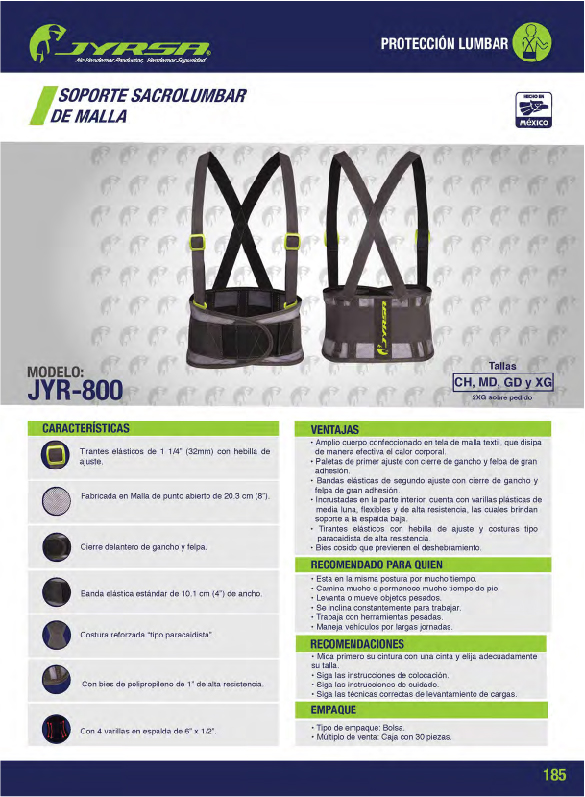 JYRSA®
No Vendemos Productos, Vendemos Seguridad
PROTECCIÓN LUMBAR
SOPORTE SACROLUMBAR
DE MALLA
HECHO EN
MÉXICO
JYRSA
MODELO:
JYR-800
Tallas
CH, MD, GD y XG
2XG sobre pedido
CARACTERÍSTICAS
Tirantes elásticos de 1 1/4" (32mm) con hebilla de
ajuste.
Fabricada en Malla de punto abierto de 20.3 cm (8").
Cierre delantero de gancho y felpa.
Banda elástica estándar de 10.1 cm (4") de ancho.
Costura reforzada "tipo paracaidista"
Con bies de polipropileno de 1" de alta resistencia.
Con 4 varillas en espalda de 6" x 1/2".
VENTAJAS
• Amplio cuerpo confeccionado en tela de malla textil, que disipa
de manera efectiva el calor corporal.
• Paletas de primer ajuste con cierre de gancho y felpa de gran
adhesión.
• Bandas elásticas de segundo ajuste con cierre de gancho y
felpa de gran adhesión.
• Incrustadas en la parte interior cuenta con varillas plásticas de
media luna, flexibles y de alta resistencia, las cuales brindan
soporte a la espalda baja.
• Tirantes elásticos con hebilla de ajuste y costuras tipo
paracaidista de alta resistencia.
• Bies cosido que previenen el deshebramiento.
RECOMENDADO PARA QUIEN
• Esta en la misma postura por mucho tiempo.
• Camina mucho o permanece mucho tiempo de pie
• Levanta o mueve objetos pesados.
• Se inclina constantemente para trabajar.
• Trabaja con herramientas pesadas.
• Maneja vehículos por largas jornadas.
RECOMENDACIONES
• Mida primero su cintura con una cinta y elija adecuadamente
su talla.
• Siga las instrucciones de colocación.
• Siga las instrucciones de cuidado.
• Siga las técnicas correctas de levantamiento de cargas.
EMPAQUE
• Tipo de empaque: Bolsa.
• Múltiplo de venta: Caja con 30 piezas.
185